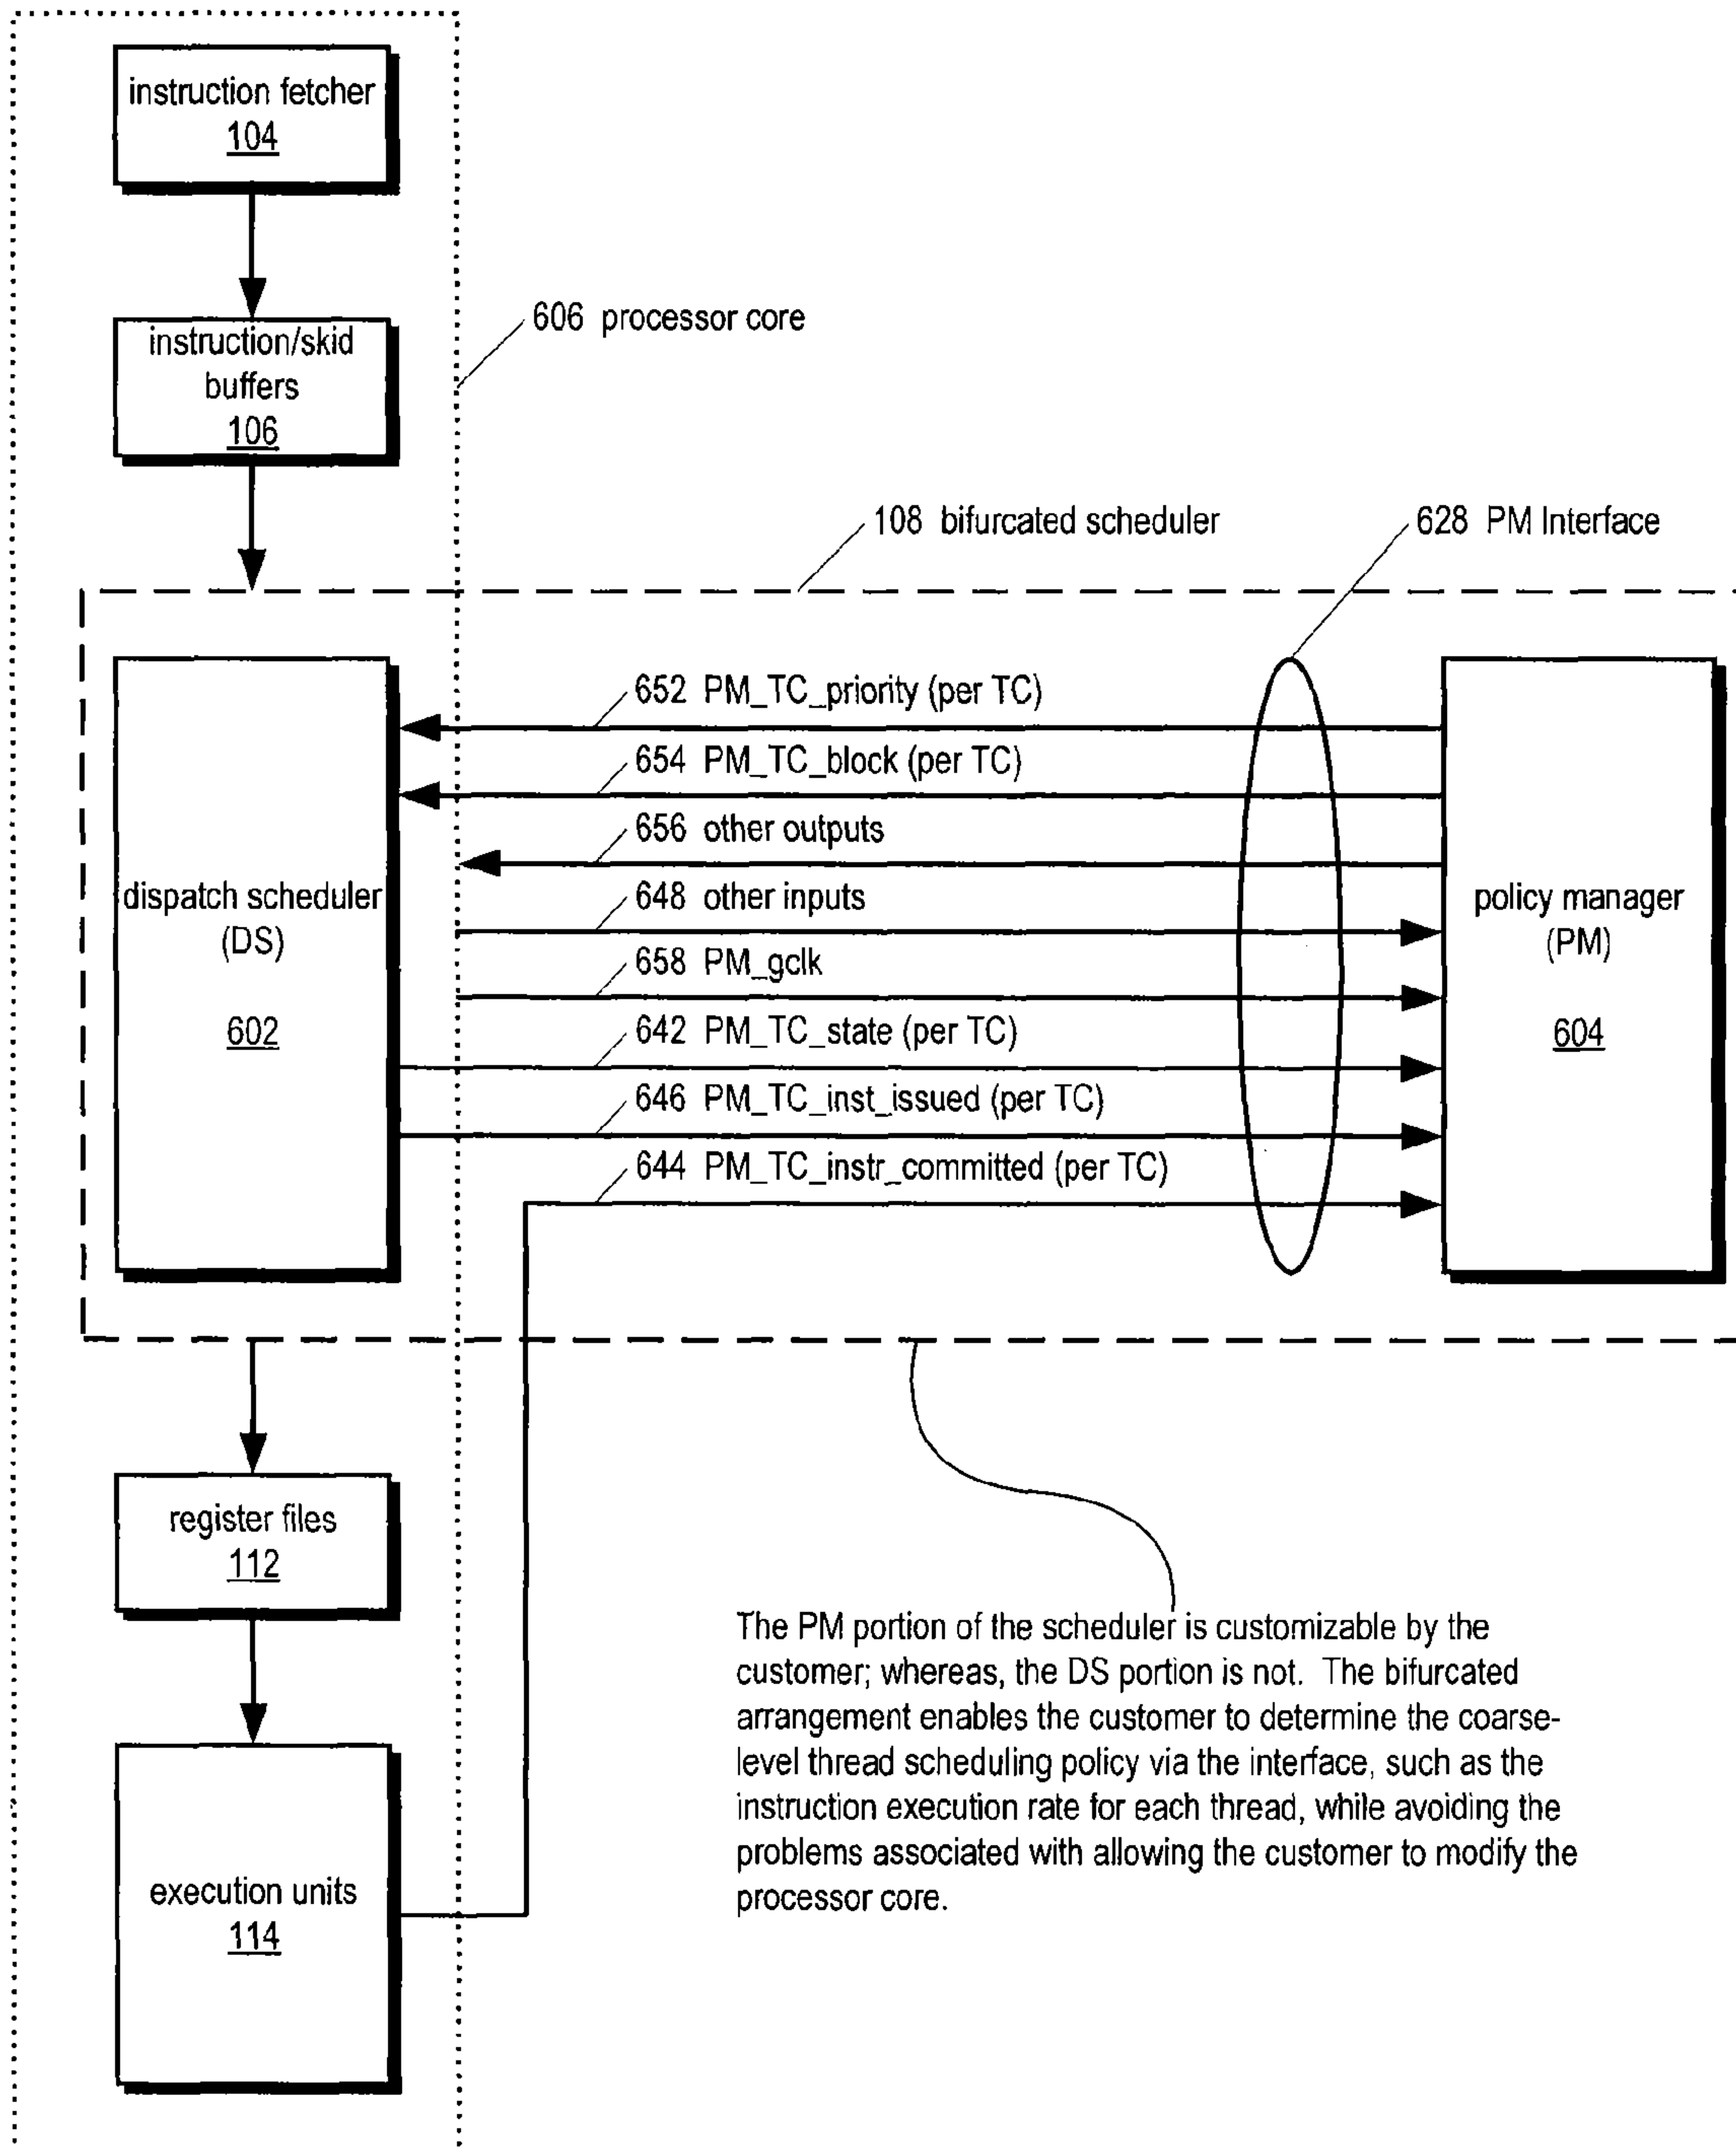 instruction fetcher
104
instruction/skid
buffers
106
606 processor core
108 bifurcated scheduler
628 PM Interface
652 PM_TC_priority (per TC)
654 PM_TC_block (per TC)
656 other outputs
648 other inputs
658 PM_gclk
642 PM_TC_state (per TC)
646 PM_TC_inst_issued (per TC)
644 PM_TC_instr_committed (per TC)
dispatch scheduler
(DS)
602
policy manager
(PM)
604
register files
112
execution units
114
The PM portion of the scheduler is customizable by the
customer; whereas, the DS portion is not. The bifurcated
arrangement enables the customer to determine the coarse-
level thread scheduling policy via the interface, such as the
instruction execution rate for each thread, while avoiding the
problems associated with allowing the customer to modify the
processor core.